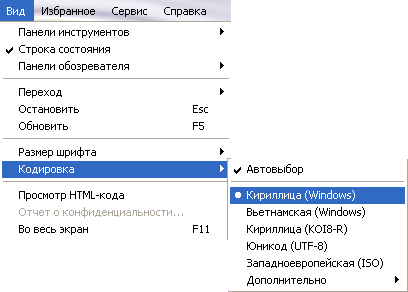 Вид Избранное Сервис Справка
Панели инструментов
Строка состояния
Панели обозревателя
Переход
Остановить Esc
Обновить F5
Размер шрифта
Кодировка
Просмотр HTML-кода
Отчет о конфиденциальности...
Во весь экран F11
Автовыбор
Кириллица (Windows)
Вьетнамская (Windows)
Кириллица (KOI8-R)
Юникод (UTF-8)
Западноевропейская (ISO)
Дополнительно